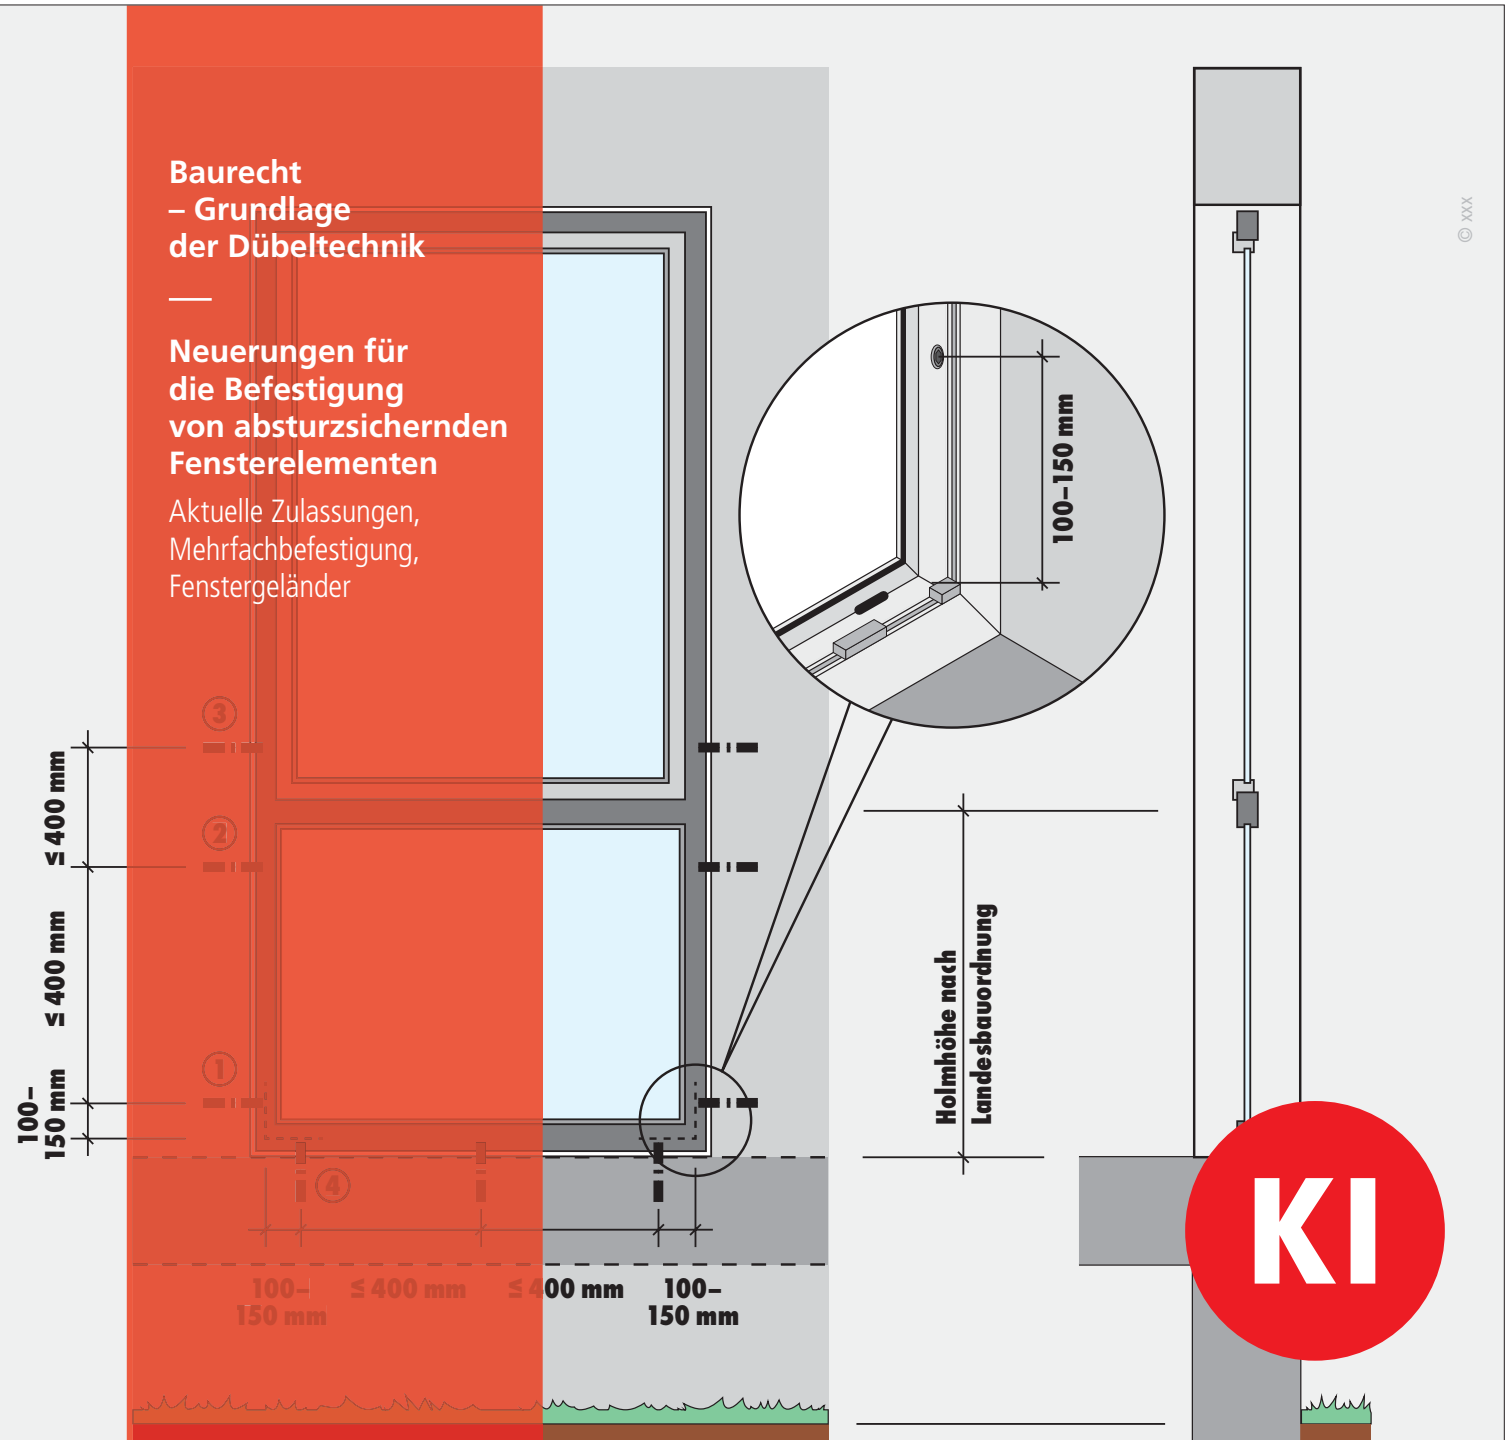 Baurecht
– Grundlage
der Dübeltechnik
Neuerungen für
die Befestigung
von absturzsichernden
Fensterelementen
Aktuelle Zulassungen,
Mehrfachbefestigung,
Fenstergeländer
© xxx
100–150 mm
3
≤ 400 mm
2
≤ 400 mm
1
100–
150 mm
4
100–
150 mm
≤ 400 mm
≤ 400 mm
100–
150 mm
Holmhöhe nach
Landesbauordnung
KI